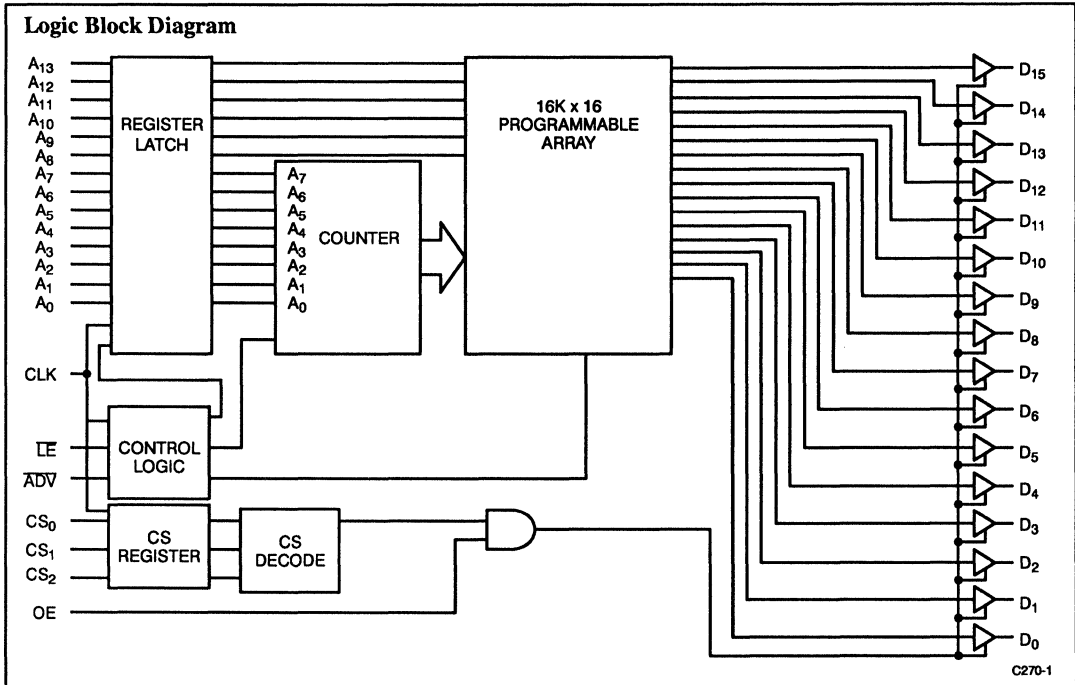 Logic Block Diagram
A₁₃
A₁₂
A₁₁
A₁₀
A₉
A₈
A₇
A₆
A₅
A₄
A₃
A₂
A₁
A₀
CLK
L̅E̅
A̅D̅V̅
CS₀
CS₁
CS₂
OE
REGISTER
LATCH
CONTROL
LOGIC
CS
REGISTER
CS
DECODE
A₇
A₆
A₅
A₄
A₃
A₂
A₁
A₀
COUNTER
16K x 16
PROGRAMMABLE
ARRAY
D₁₅
D₁₄
D₁₃
D₁₂
D₁₁
D₁₀
D₉
D₈
D₇
D₆
D₅
D₄
D₃
D₂
D₁
D₀
C270-1